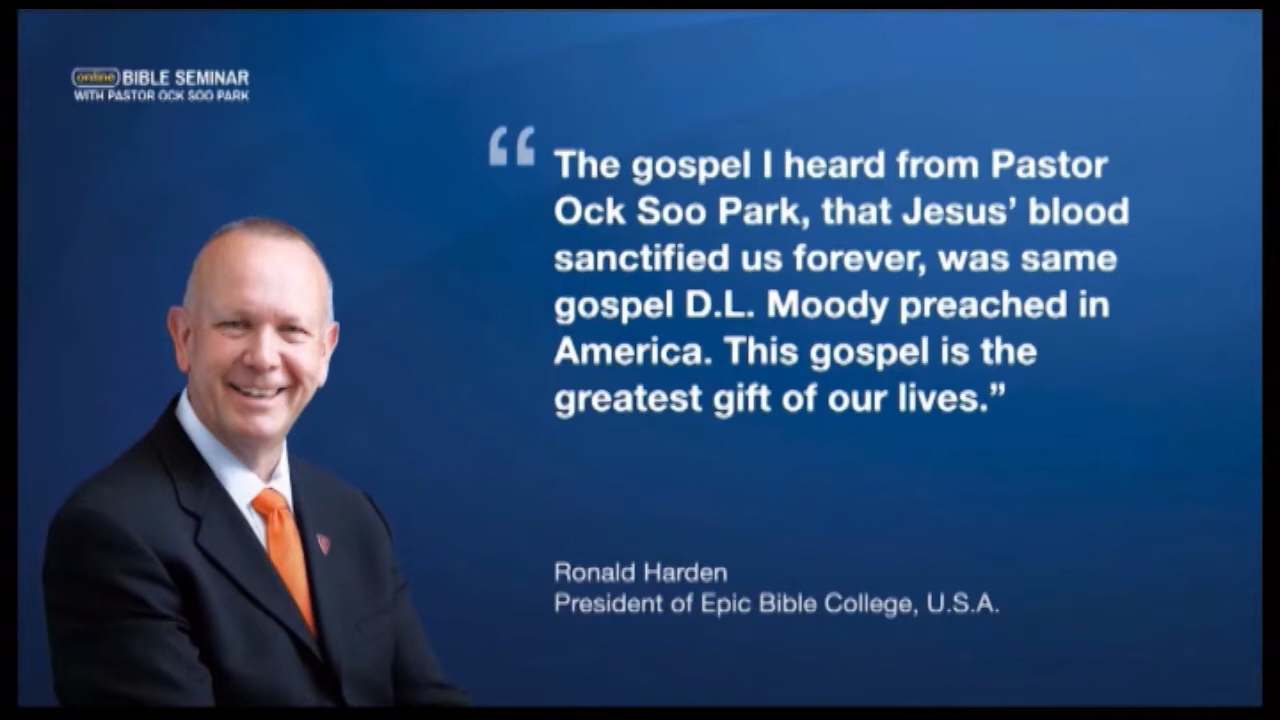 online BIBLE SEMINAR
WITH PASTOR OCK SOO PARK
“ The gospel I heard from Pastor
Ock Soo Park, that Jesus’ blood
sanctified us forever, was same
gospel D.L. Moody preached in
America. This gospel is the
greatest gift of our lives.”
Ronald Harden
President of Epic Bible College, U.S.A.